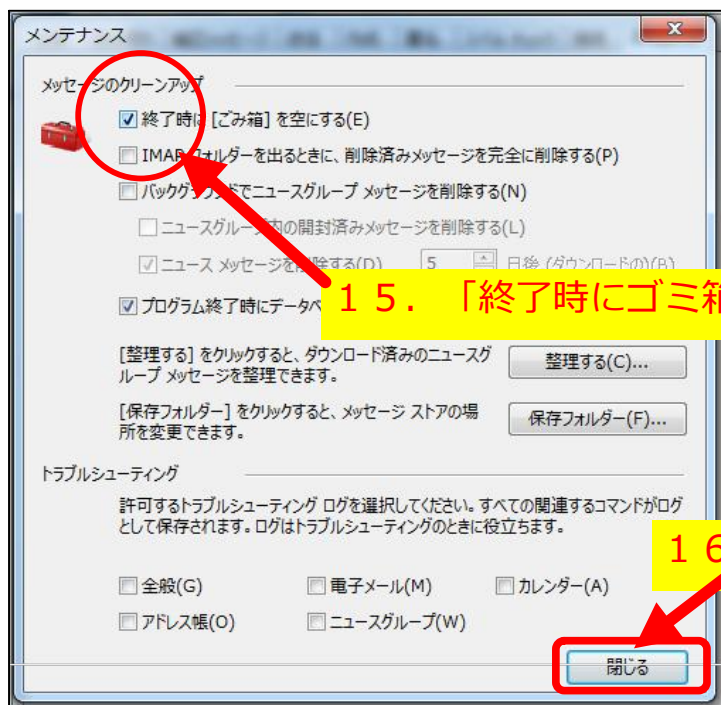 メンテナンス
メッセージのクリーンアップ
終了時に [ごみ箱] を空にする(E)
IMAP フォルダーを出るときに、削除済みメッセージを完全に削除する(P)
バックグラウンドでニュースグループ メッセージを削除する(N)
ニュースグループ内の開封済みメッセージを削除する(L)
ニュース メッセージを削除する(D) 5 日後 (ダウンロードの)(B)
プログラム終了時にデータベ
15. 「終了時にゴミ箱
[整理する] をクリックすると、ダウンロード済みのニュースグ
ループ メッセージを整理できます。
整理する(C)...
[保存フォルダー] をクリックすると、メッセージ ストアの場
所を変更できます。
保存フォルダー(F)...
トラブルシューティング
許可するトラブルシューティング ログを選択してください。すべての関連するコマンドがログ
として保存されます。ログはトラブルシューティングのときに役立ちます。
16
全般(G) 電子メール(M) カレンダー(A)
アドレス帳(O) ニュースグループ(W)
閉じる